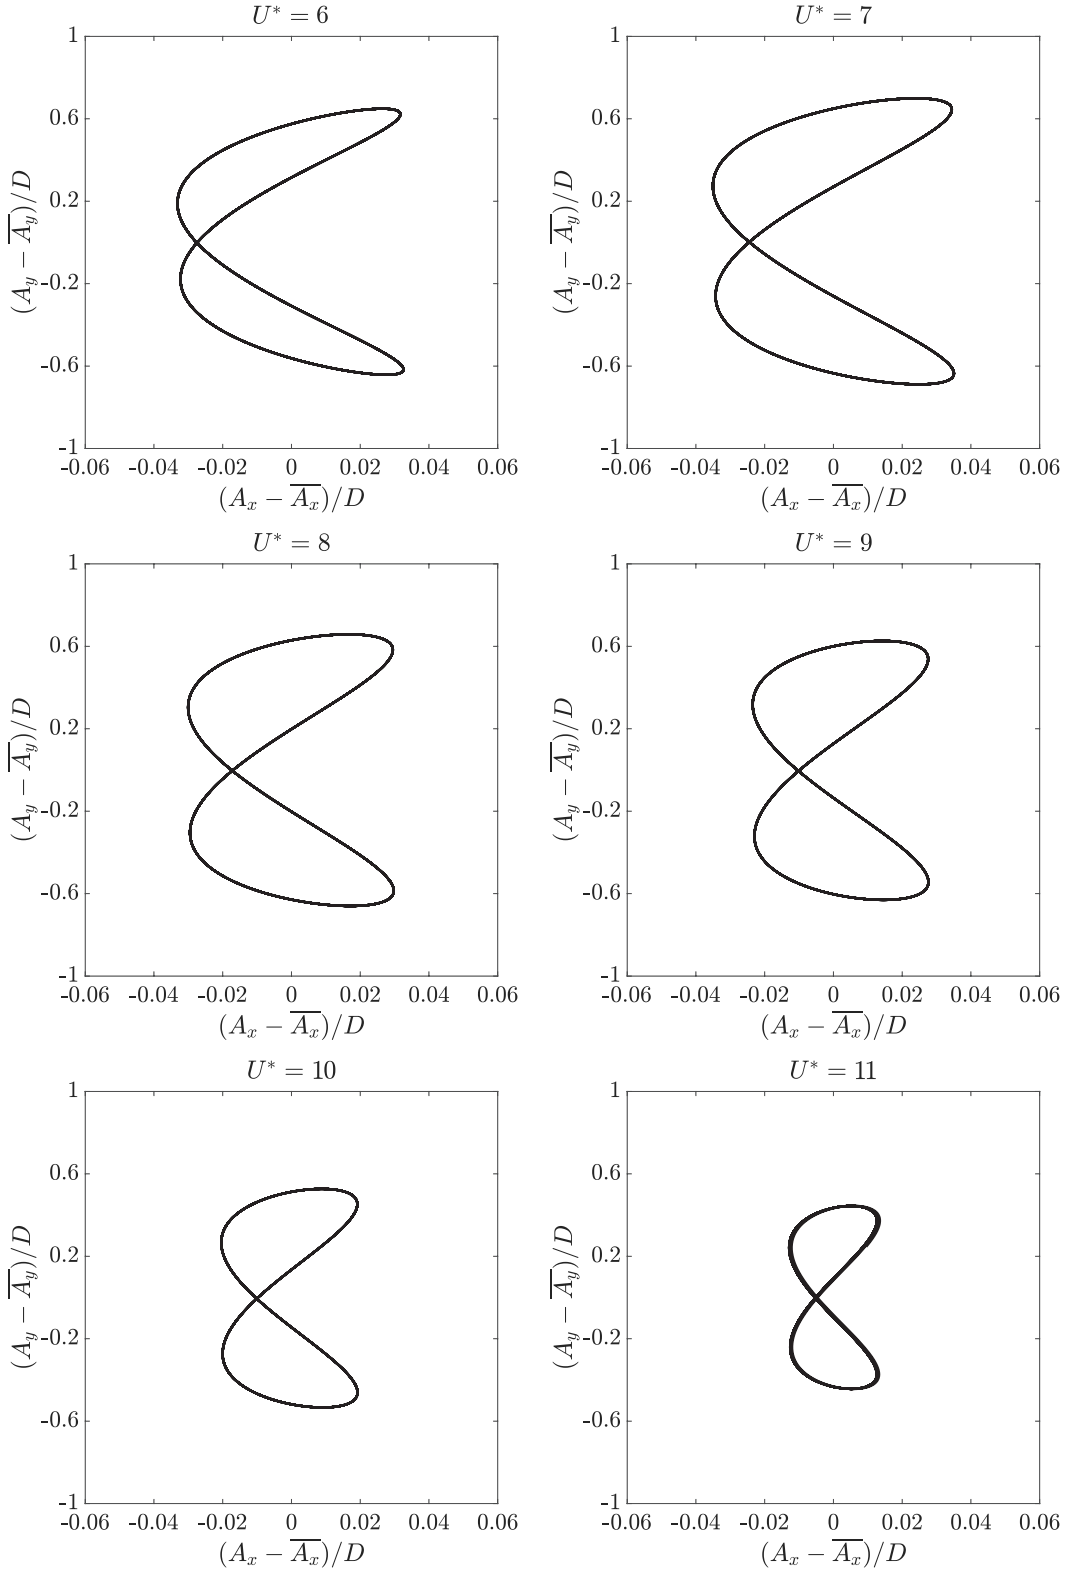 U* = 6
1
0.6
0.2
-0.2
-0.6
-1
(A_y − \overline{A_y})/D
-0.06 -0.04 -0.02 0 0.02 0.04 0.06
(A_x − \overline{A_x})/D
U* = 7
1
0.6
0.2
-0.2
-0.6
-1
(A_y − \overline{A_y})/D
-0.06 -0.04 -0.02 0 0.02 0.04 0.06
(A_x − \overline{A_x})/D
U* = 8
1
0.6
0.2
-0.2
-0.6
-1
(A_y − \overline{A_y})/D
-0.06 -0.04 -0.02 0 0.02 0.04 0.06
(A_x − \overline{A_x})/D
U* = 9
1
0.6
0.2
-0.2
-0.6
-1
(A_y − \overline{A_y})/D
-0.06 -0.04 -0.02 0 0.02 0.04 0.06
(A_x − \overline{A_x})/D
U* = 10
1
0.6
0.2
-0.2
-0.6
-1
(A_y − \overline{A_y})/D
-0.06 -0.04 -0.02 0 0.02 0.04 0.06
(A_x − \overline{A_x})/D
U* = 11
1
0.6
0.2
-0.2
-0.6
-1
(A_y − \overline{A_y})/D
-0.06 -0.04 -0.02 0 0.02 0.04 0.06
(A_x − \overline{A_x})/D